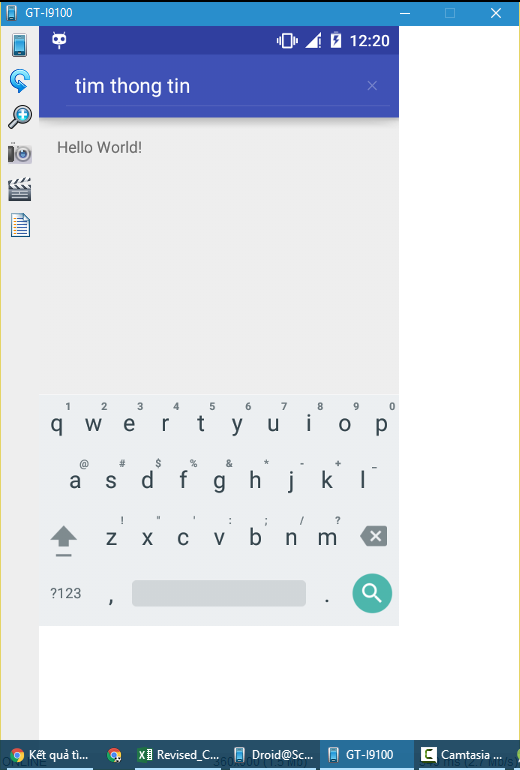 GT-I9100
12:20
tim thong tin
Hello World!
1 2 3 4 5 6 7 8 9 0
q w e r t y u i o p
@ # $ % & * - + _
a s d f g h j k l
! " ' : ; / ?
z x c v b n m
?123 , .
Kết quả tì... Revised_C... Droid@Sc... GT-I9100 Camtasia ...